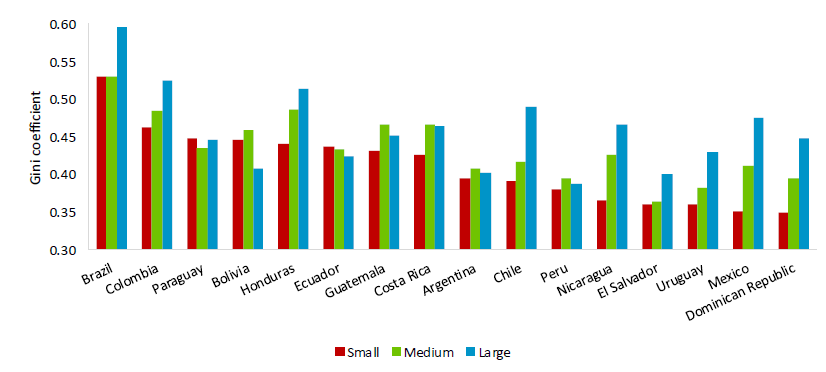 0.60
0.55
0.50
0.45
0.40
0.35
0.30
Gini coefficient
Brazil
Colombia
Paraguay
Bolivia
Honduras
Ecuador
Guatemala
Costa Rica
Argentina
Chile
Peru
Nicaragua
El Salvador
Uruguay
Mexico
Dominican Republic
Small Medium Large